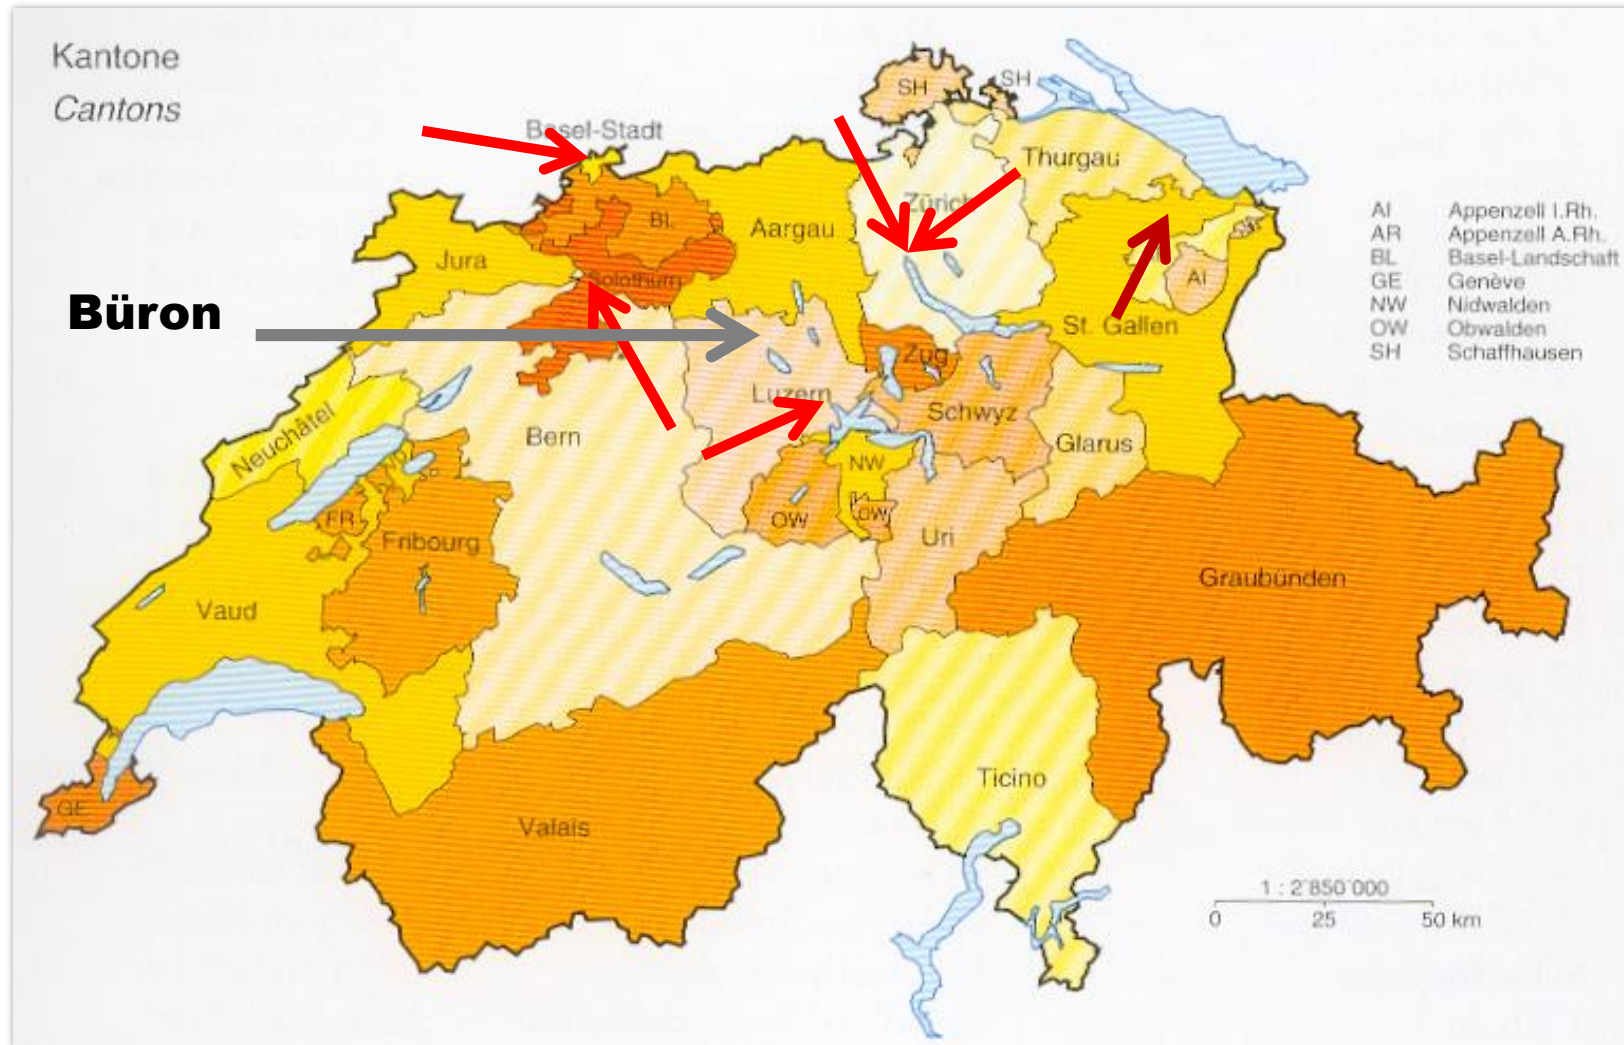 Kantone
Cantons
Basel-Stadt
SH
SH
Thurgau
Zürich
BL
Aargau
Jura
Solothurn
AI
Büron
St. Gallen
Zug
Luzern
Schwyz
Neuchâtel
Bern
Glarus
NW
OW
OW
FR
Fribourg
Uri
Graubünden
Vaud
Ticino
GE
Valais
AI Appenzell I.Rh.
AR Appenzell A.Rh.
BL Basel-Landschaft
GE Genève
NW Nidwalden
OW Obwalden
SH Schaffhausen
1 : 2'850'000
0 25 50 km